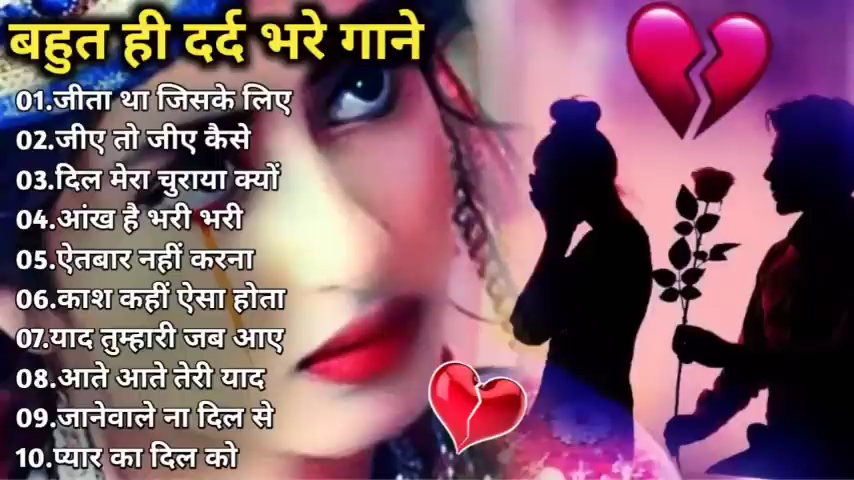 बहुत ही दर्द भरे गाने
01.जीता था जिसके लिए
02.जीए तो जीए कैसे
03.दिल मेरा चुराया क्यों
04.आंख है भरी भरी
05.ऐतबार नहीं करना
06.काश कहीं ऐसा होता
07.याद तुम्हारी जब आए
08.आते आते तेरी याद
09.जानेवाले ना दिल से
10.प्यार का दिल को